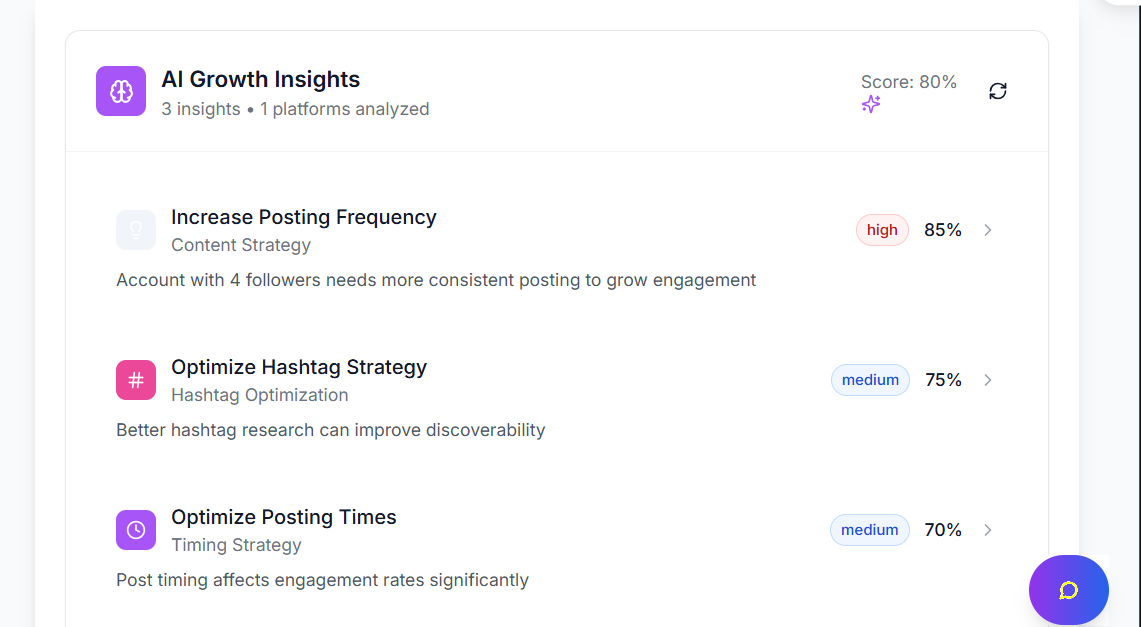 AI Growth Insights
3 insights • 1 platforms analyzed
Score: 80%
Increase Posting Frequency
Content Strategy
high
85%
Account with 4 followers needs more consistent posting to grow engagement
Optimize Hashtag Strategy
Hashtag Optimization
medium
75%
Better hashtag research can improve discoverability
Optimize Posting Times
Timing Strategy
medium
70%
Post timing affects engagement rates significantly